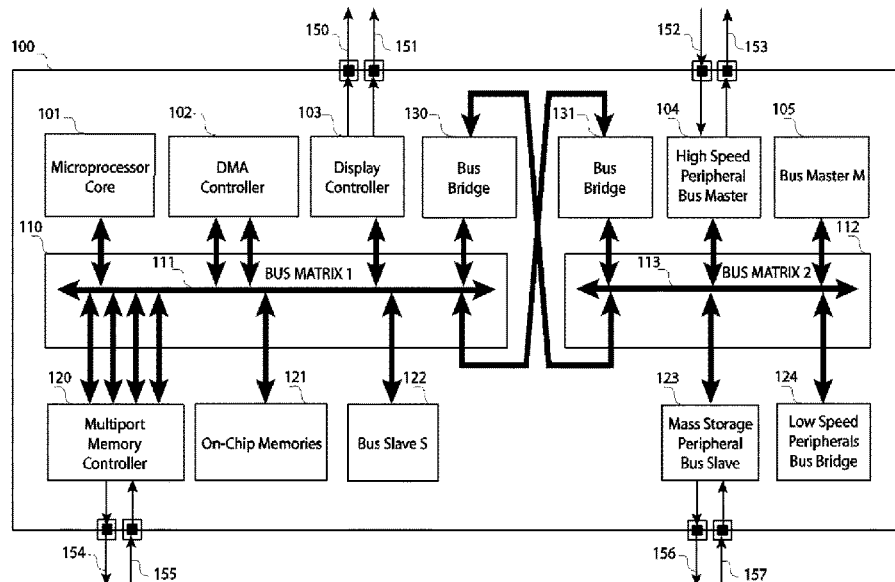 150
151
152
153
100
101
102
103
130
131
104
105
Microprocessor
Core
DMA
Controller
Display
Controller
Bus
Bridge
Bus
Bridge
High Speed
Peripheral
Bus Master
Bus Master M
110
112
111
BUS MATRIX 1
113
BUS MATRIX 2
120
121
122
123
124
Multiport
Memory
Controller
On-Chip Memories
Bus Slave S
Mass Storage
Peripheral
Bus Slave
Low Speed
Peripherals
Bus Bridge
154
155
156
157